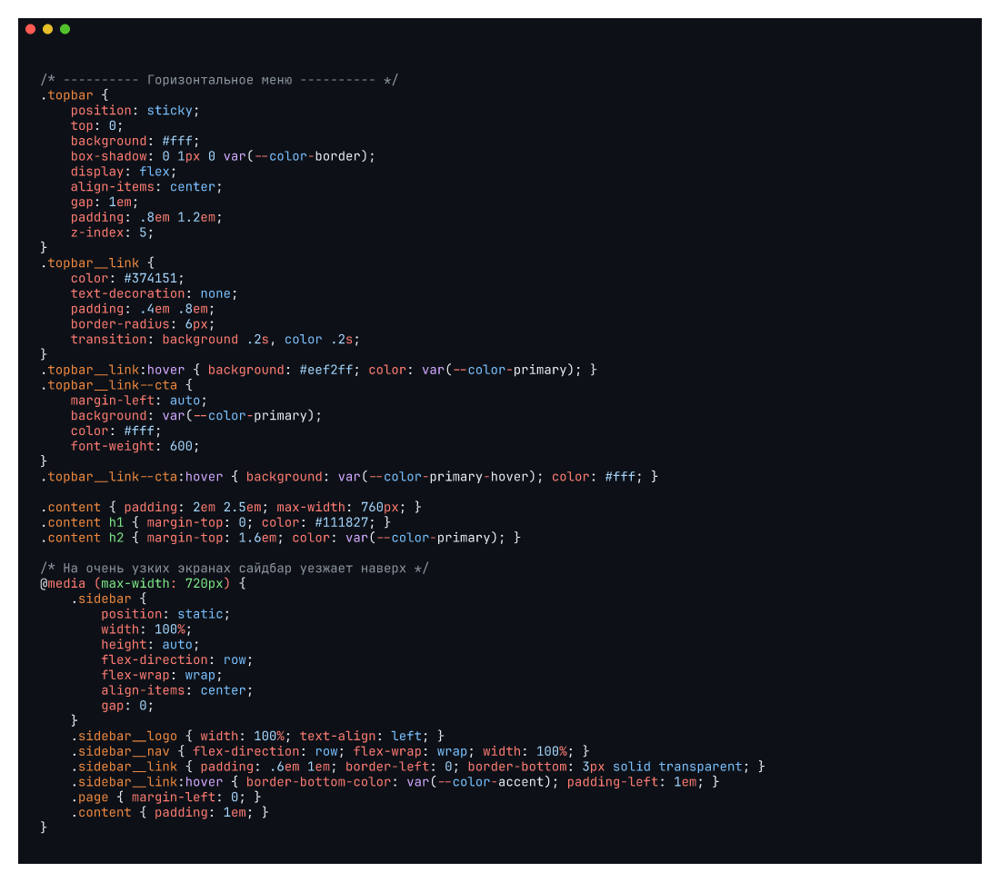 /* ---------- Горизонтальное меню ---------- */
.topbar {
    position: sticky;
    top: 0;
    background: #fff;
    box-shadow: 0 1px 0 var(--color-border);
    display: flex;
    align-items: center;
    gap: 1em;
    padding: .8em 1.2em;
    z-index: 5;
}
.topbar__link {
    color: #374151;
    text-decoration: none;
    padding: .4em .8em;
    border-radius: 6px;
    transition: background .2s, color .2s;
}
.topbar__link:hover { background: #eef2ff; color: var(--color-primary); }
.topbar__link--cta {
    margin-left: auto;
    background: var(--color-primary);
    color: #fff;
    font-weight: 600;
}
.topbar__link--cta:hover { background: var(--color-primary-hover); color: #fff; }

.content { padding: 2em 2.5em; max-width: 760px; }
.content h1 { margin-top: 0; color: #111827; }
.content h2 { margin-top: 1.6em; color: var(--color-primary); }

/* На очень узких экранах сайдбар уезжает наверх */
@media (max-width: 720px) {
    .sidebar {
        position: static;
        width: 100%;
        height: auto;
        flex-direction: row;
        flex-wrap: wrap;
        align-items: center;
        gap: 0;
    }
    .sidebar__logo { width: 100%; text-align: left; }
    .sidebar__nav { flex-direction: row; flex-wrap: wrap; width: 100%; }
    .sidebar__link { padding: .6em 1em; border-left: 0; border-bottom: 3px solid transparent; }
    .sidebar__link:hover { border-bottom-color: var(--color-accent); padding-left: 1em; }
    .page { margin-left: 0; }
    .content { padding: 1em; }
}